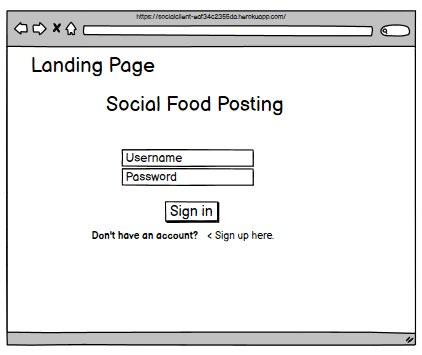 https://socialclient-eaf34c2355da.herokuapp.com/
Landing Page
Social Food Posting
Username
Password
Sign in
Don't have an account? < Sign up here.